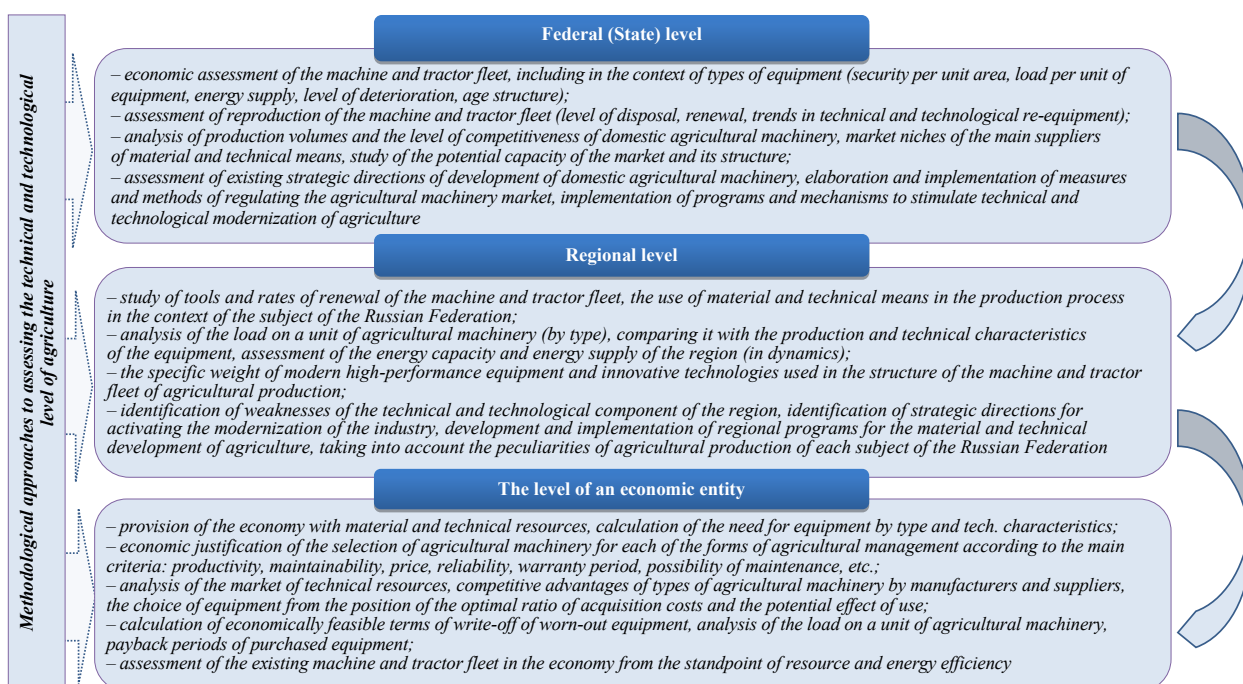 Methodological approaches to assessing the technical and technological
level of agriculture
Federal (State) level
– economic assessment of the machine and tractor fleet, including in the context of types of equipment (security per unit area, load per unit of
equipment, energy supply, level of deterioration, age structure);
– assessment of reproduction of the machine and tractor fleet (level of disposal, renewal, trends in technical and technological re-equipment);
– analysis of production volumes and the level of competitiveness of domestic agricultural machinery, market niches of the main suppliers
of material and technical means, study of the potential capacity of the market and its structure;
– assessment of existing strategic directions of development of domestic agricultural machinery, elaboration and implementation of measures
and methods of regulating the agricultural machinery market, implementation of programs and mechanisms to stimulate technical and
technological modernization of agriculture
Regional level
– study of tools and rates of renewal of the machine and tractor fleet, the use of material and technical means in the production process
in the context of the subject of the Russian Federation;
– analysis of the load on a unit of agricultural machinery (by type), comparing it with the production and technical characteristics
of the equipment, assessment of the energy capacity and energy supply of the region (in dynamics);
– the specific weight of modern high-performance equipment and innovative technologies used in the structure of the machine and tractor
fleet of agricultural production;
– identification of weaknesses of the technical and technological component of the region, identification of strategic directions for
activating the modernization of the industry, development and implementation of regional programs for the material and technical
development of agriculture, taking into account the peculiarities of agricultural production of each subject of the Russian Federation
The level of an economic entity
– provision of the economy with material and technical resources, calculation of the need for equipment by type and tech. characteristics;
– economic justification of the selection of agricultural machinery for each of the forms of agricultural management according to the main
criteria: productivity, maintainability, price, reliability, warranty period, possibility of maintenance, etc.;
– analysis of the market of technical resources, competitive advantages of types of agricultural machinery by manufacturers and suppliers,
the choice of equipment from the position of the optimal ratio of acquisition costs and the potential effect of use;
– calculation of economically feasible terms of write-off of worn-out equipment, analysis of the load on a unit of agricultural machinery,
payback periods of purchased equipment;
– assessment of the existing machine and tractor fleet in the economy from the standpoint of resource and energy efficiency